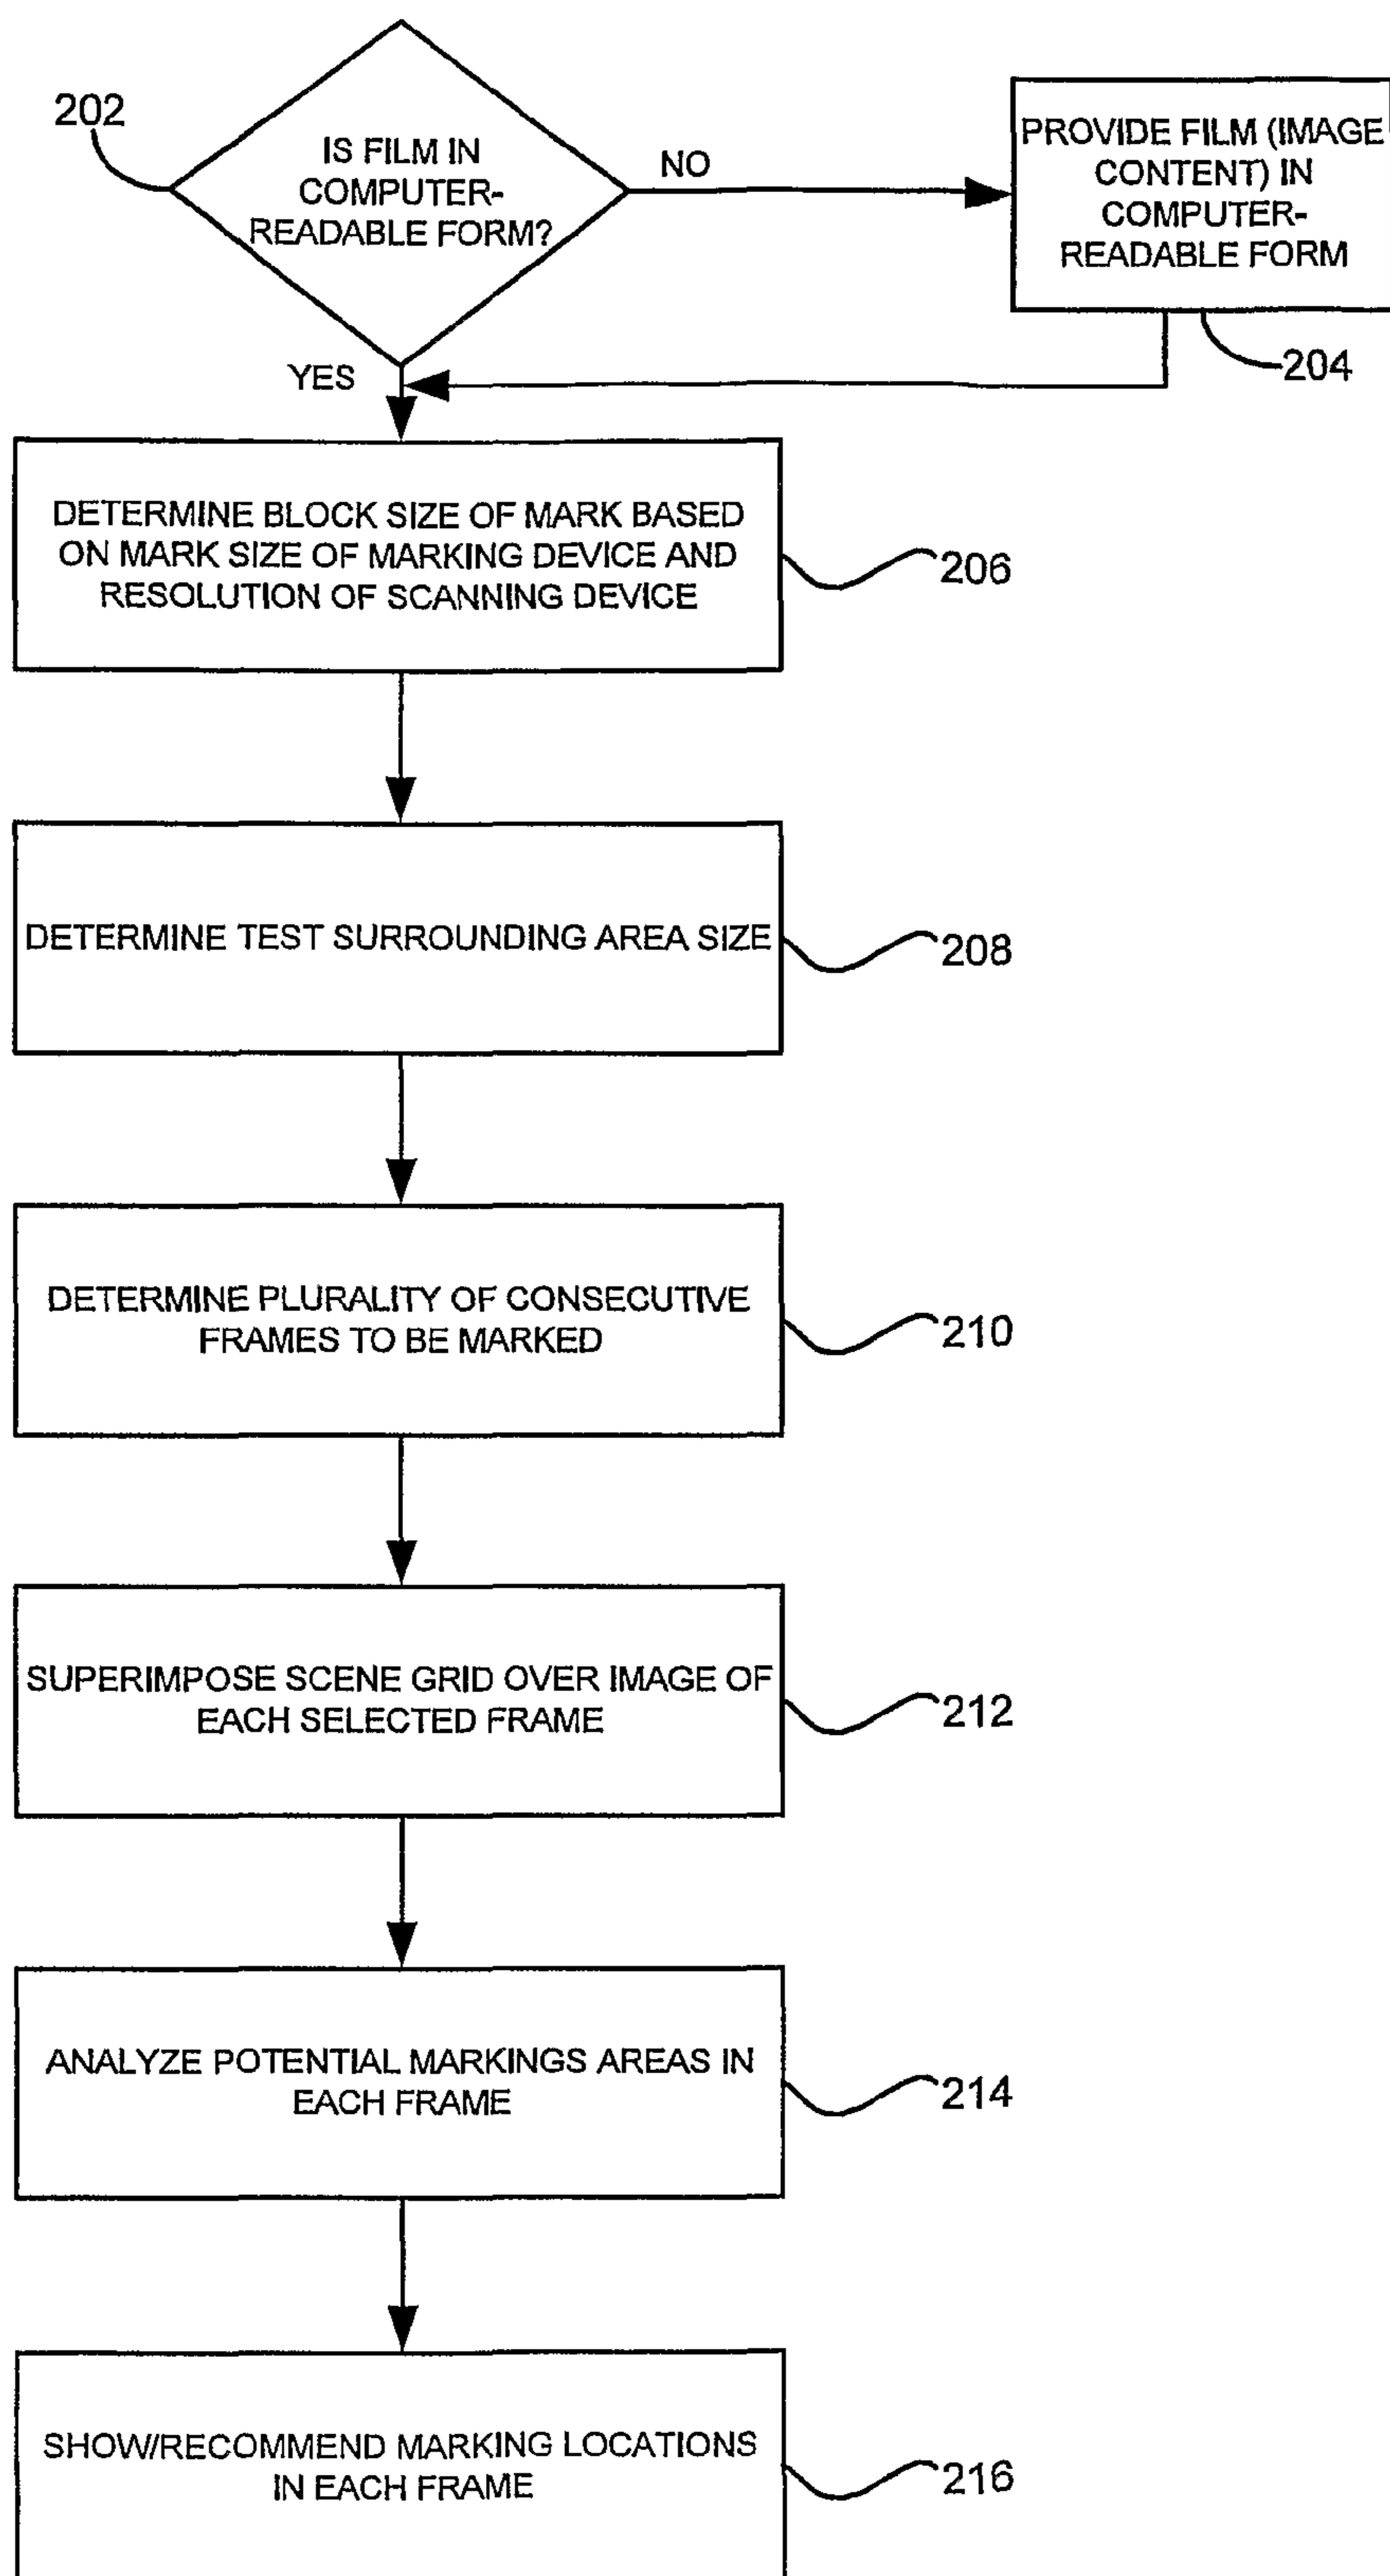 202
IS FILM IN
COMPUTER-
READABLE FORM?
NO
PROVIDE FILM (IMAGE
CONTENT) IN
COMPUTER-
READABLE FORM
204
YES
DETERMINE BLOCK SIZE OF MARK BASED
ON MARK SIZE OF MARKING DEVICE AND
RESOLUTION OF SCANNING DEVICE
206
DETERMINE TEST SURROUNDING AREA SIZE
208
DETERMINE PLURALITY OF CONSECUTIVE
FRAMES TO BE MARKED
210
SUPERIMPOSE SCENE GRID OVER IMAGE OF
EACH SELECTED FRAME
212
ANALYZE POTENTIAL MARKINGS AREAS IN
EACH FRAME
214
SHOW/RECOMMEND MARKING LOCATIONS
IN EACH FRAME
216